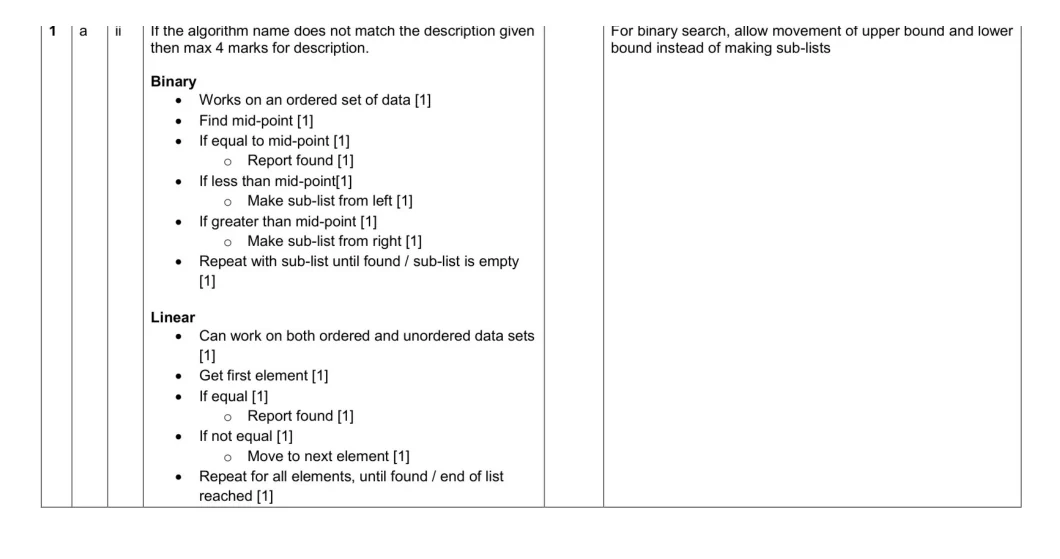 1 a ii If the algorithm name does not match the description given For binary search, allow movement of upper bound and lower
then max 4 marks for description. bound instead of making sub-lists
Binary
• Works on an ordered set of data [1]
• Find mid-point [1]
• If equal to mid-point [1]
o Report found [1]
• If less than mid-point[1]
o Make sub-list from left [1]
• If greater than mid-point [1]
o Make sub-list from right [1]
• Repeat with sub-list until found / sub-list is empty
[1]
Linear
• Can work on both ordered and unordered data sets
[1]
• Get first element [1]
• If equal [1]
o Report found [1]
• If not equal [1]
o Move to next element [1]
• Repeat for all elements, until found / end of list
reached [1]